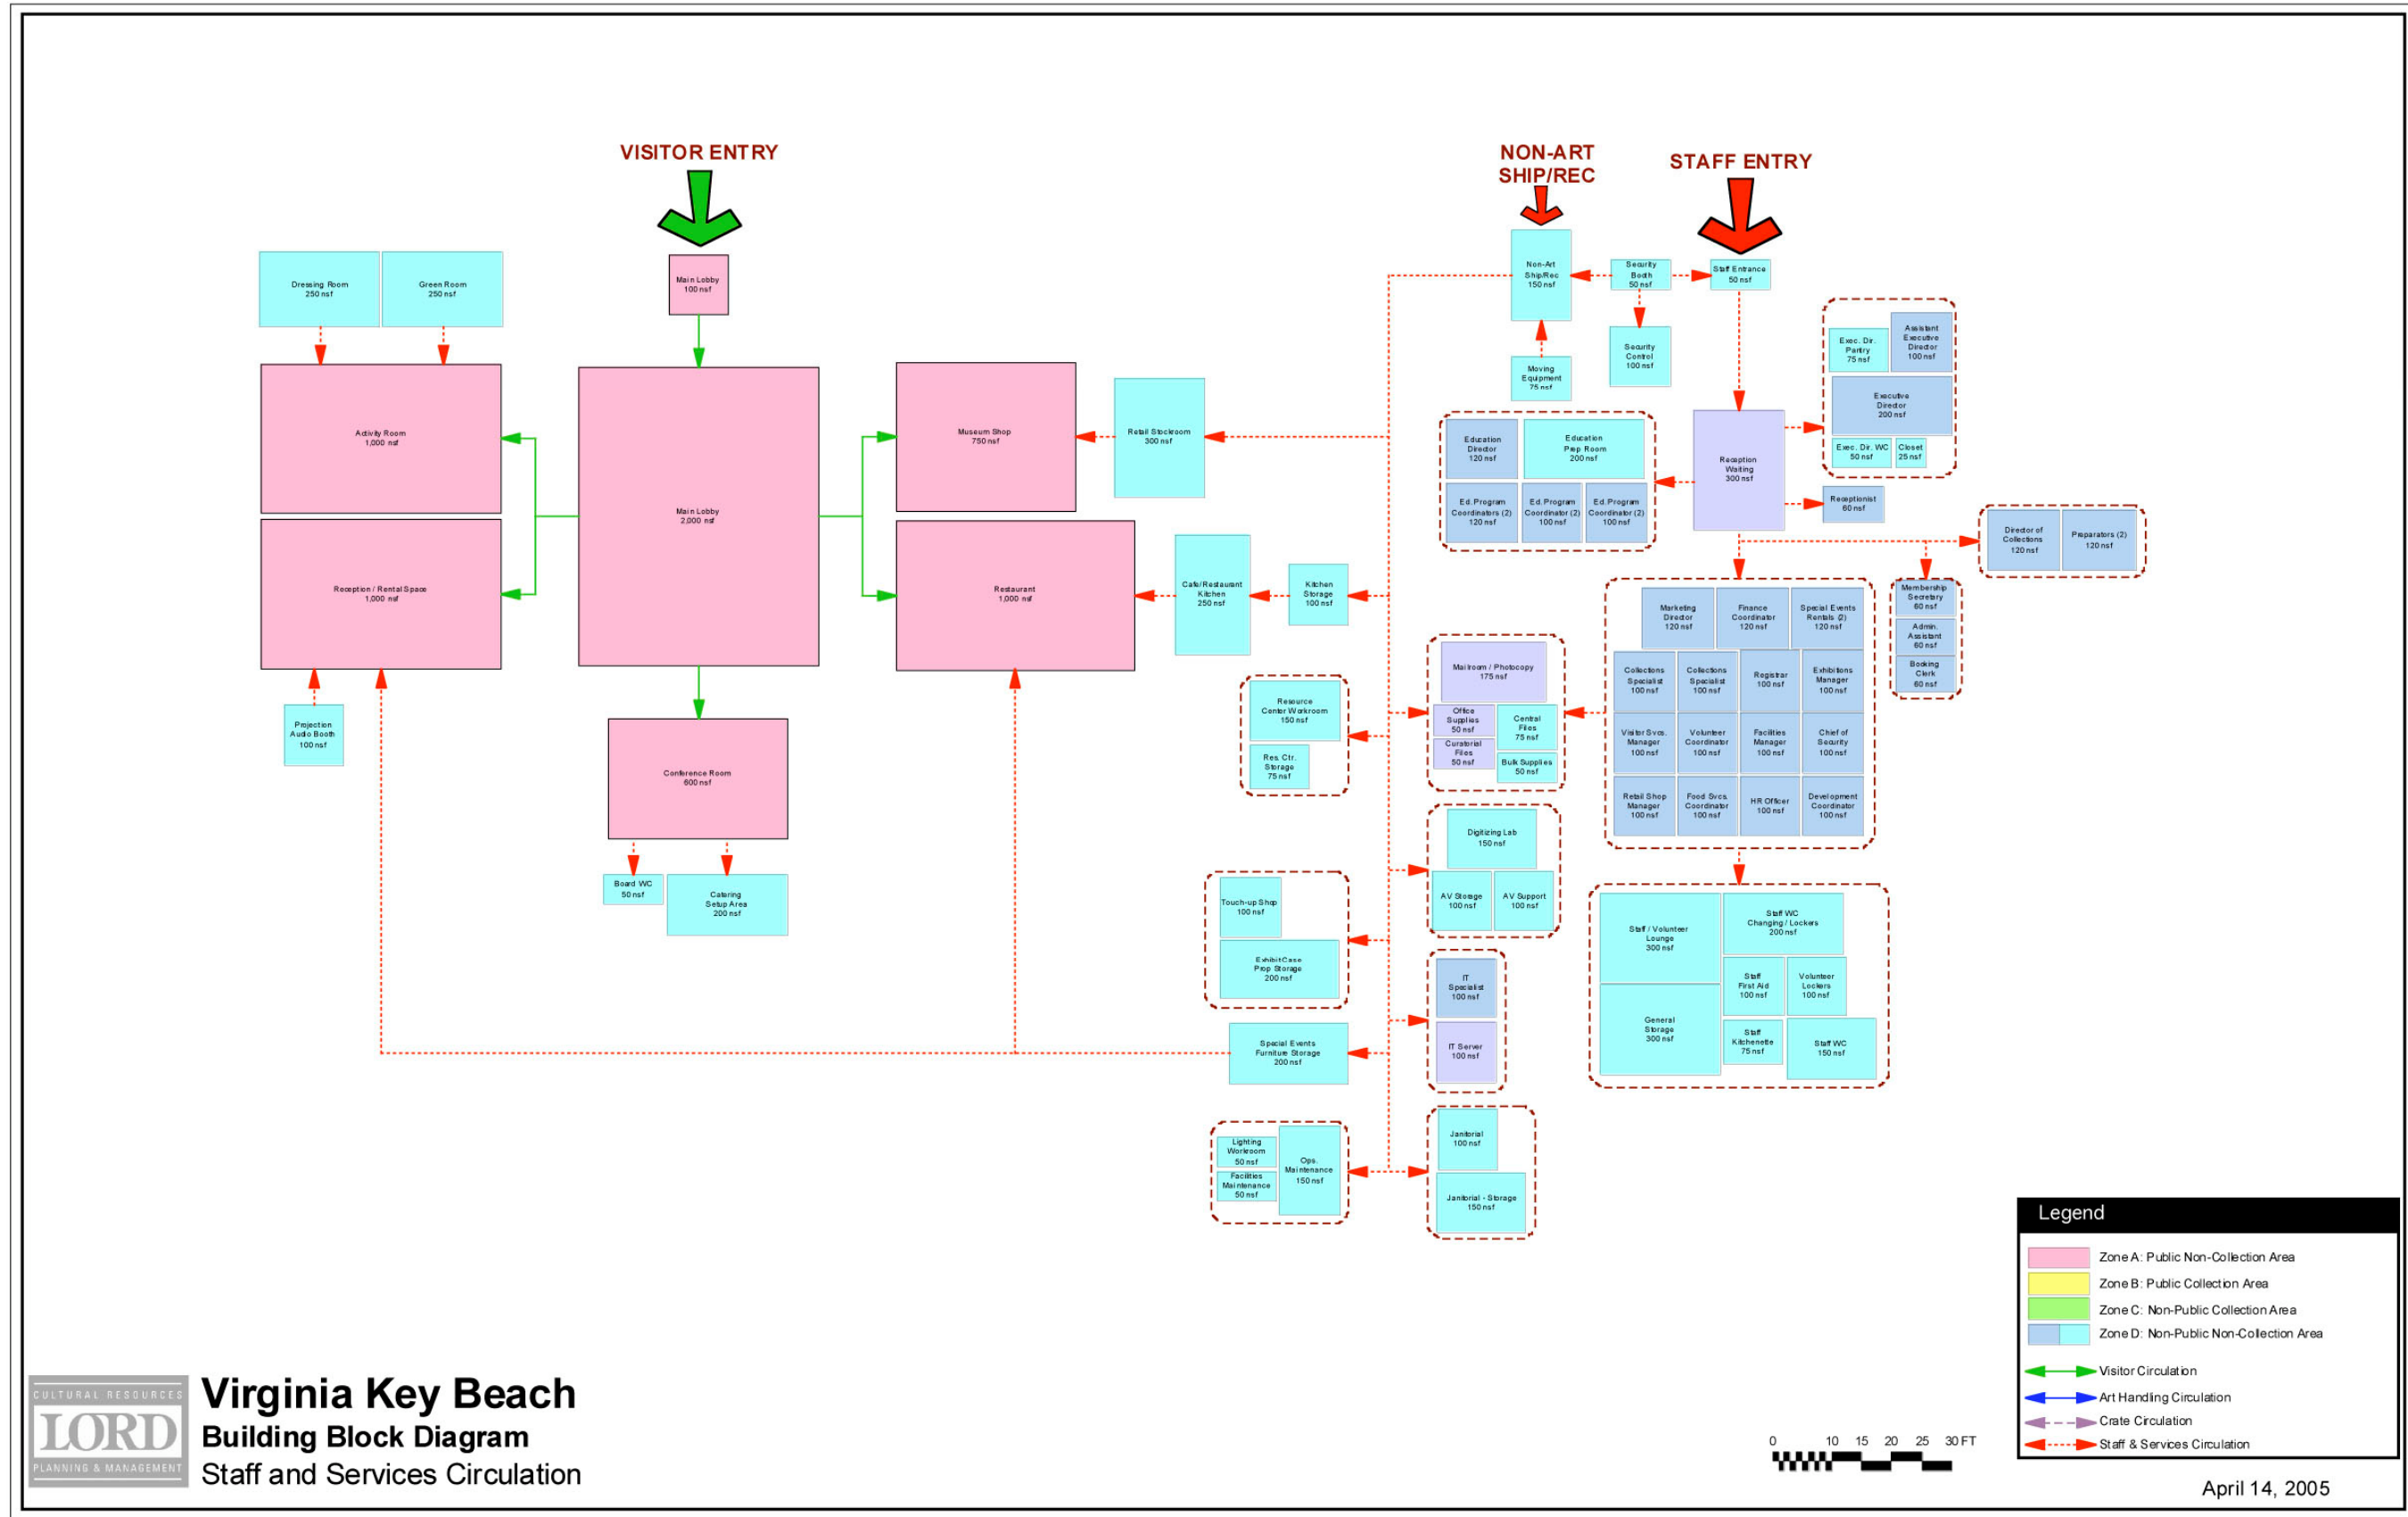 VISITOR ENTRY
NON-ART
SHIP/REC
STAFF ENTRY
Dressing Room
250 nsf
Green Room
250 nsf
Main Lobby
100 nsf
Non-Art
Ship/Rec
150 nsf
Security
Booth
50 nsf
Staff Entrance
50 nsf
Security
Control
100 nsf
Moving
Equipment
75 nsf
Exec. Dir.
Pantry
75 nsf
Assistant
Executive
Director
100 nsf
Executive
Director
200 nsf
Exec. Dir. WC
50 nsf
Closet
25 nsf
Activity Room
1,000 nsf
Reception / Rental Space
1,000 nsf
Main Lobby
2,000 nsf
Museum Shop
750 nsf
Retail Stockroom
300 nsf
Restaurant
1,000 nsf
Cafe/Restaurant
Kitchen
250 nsf
Kitchen
Storage
100 nsf
Education
Director
120 nsf
Education
Prep Room
200 nsf
Ed. Program
Coordinators (2)
120 nsf
Ed. Program
Coordinator (2)
100 nsf
Ed. Program
Coordinator (2)
100 nsf
Reception
Waiting
300 nsf
Receptionist
60 nsf
Director of
Collections
120 nsf
Preparators (2)
120 nsf
Membership
Secretary
60 nsf
Admin.
Assistant
60 nsf
Booking
Clerk
60 nsf
Marketing
Director
120 nsf
Finance
Coordinator
120 nsf
Special Events
Rentals (2)
120 nsf
Collections
Specialist
100 nsf
Collections
Specialist
100 nsf
Registrar
100 nsf
Exhibitions
Manager
100 nsf
Visitor Svcs.
Manager
100 nsf
Volunteer
Coordinator
100 nsf
Facilities
Manager
100 nsf
Chief of
Security
100 nsf
Retail Shop
Manager
100 nsf
Food Svcs.
Coordinator
100 nsf
HR Officer
100 nsf
Development
Coordinator
100 nsf
Mailroom / Photocopy
175 nsf
Office
Supplies
50 nsf
Central
Files
75 nsf
Curatorial
Files
50 nsf
Bulk Supplies
50 nsf
Resource
Center Workroom
150 nsf
Res. Ctr.
Storage
75 nsf
Projection
Audio Booth
100 nsf
Conference Room
600 nsf
Board WC
50 nsf
Catering
Setup Area
200 nsf
Digitizing Lab
150 nsf
AV Storage
100 nsf
AV Support
100 nsf
Touch-up Shop
100 nsf
Exhibit Case
Prop Storage
200 nsf
IT
Specialist
100 nsf
IT Server
100 nsf
Special Events
Furniture Storage
200 nsf
Staff / Volunteer
Lounge
300 nsf
Staff WC
Changing / Lockers
200 nsf
Staff
First Aid
100 nsf
Volunteer
Lockers
100 nsf
General
Storage
300 nsf
Staff
Kitchenette
75 nsf
Staff WC
150 nsf
Lighting
Workroom
50 nsf
Facilities
Maintenance
50 nsf
Ops.
Maintenance
150 nsf
Janitorial
100 nsf
Janitorial - Storage
150 nsf
Legend
Zone A: Public Non-Collection Area
Zone B: Public Collection Area
Zone C: Non-Public Collection Area
Zone D: Non-Public Non-Collection Area
Visitor Circulation
Art Handling Circulation
Crate Circulation
Staff & Services Circulation
CULTURAL RESOURCES
LORD
PLANNING & MANAGEMENT
Virginia Key Beach
Building Block Diagram
Staff and Services Circulation
0 10 15 20 25 30 FT
April 14, 2005